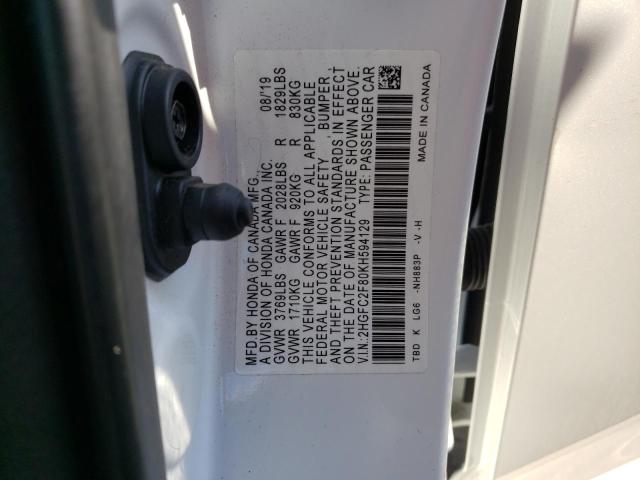 MFD.BY HONDA OF CANADA MFG. 08/'19
A DIVISION OF HONDA CANADA INC.
GVWR 3769LBS GAWR F 2028LBS R 1829LBS
GVWR 1710KG GAWR F 920KG R 830KG
THIS VEHICLE CONFORMS TO ALL APPLICABLE
FEDERAL MOTOR VEHICLE SAFETY , BUMPER ,
AND THEFT PREVENTION STANDARDS IN EFFECT
ON THE DATE OF MANUFACTURE SHOWN ABOVE.
V.I.N.:2HGFC2F80KH594129 TYPE: PASSENGER CAR
TBD K LG6 -NH883P -V -H MADE IN CANADA